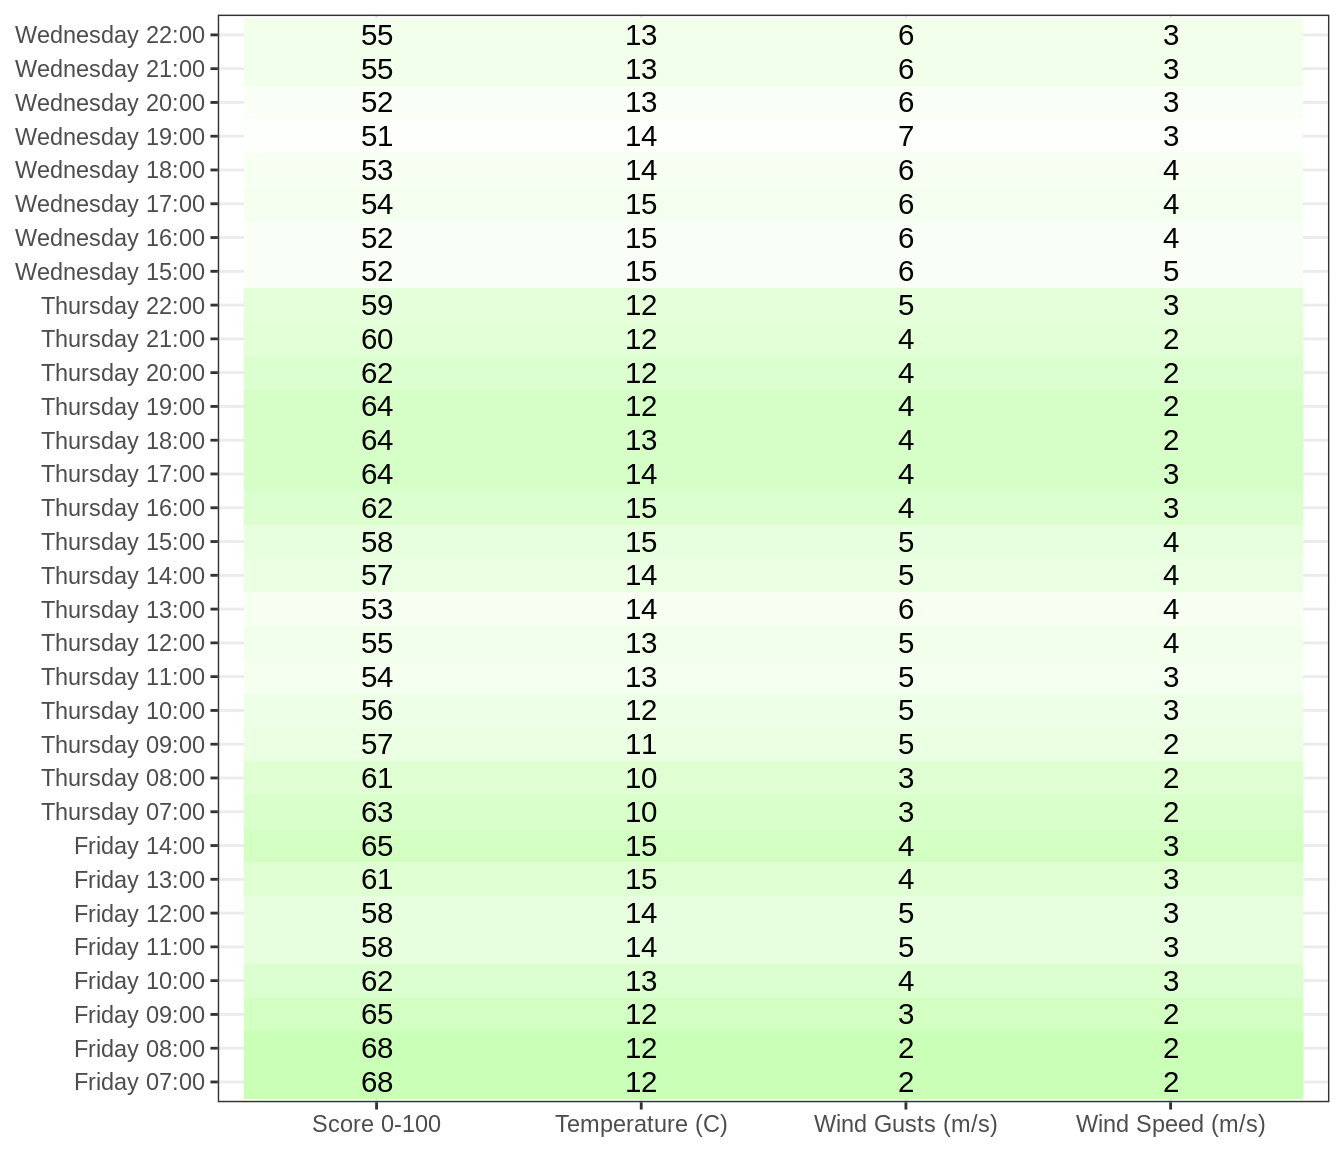 Wednesday 22:00 55 13 6 3
Wednesday 21:00 55 13 6 3
Wednesday 20:00 52 13 6 3
Wednesday 19:00 51 14 7 3
Wednesday 18:00 53 14 6 4
Wednesday 17:00 54 15 6 4
Wednesday 16:00 52 15 6 4
Wednesday 15:00 52 15 6 5
Thursday 22:00 59 12 5 3
Thursday 21:00 60 12 4 2
Thursday 20:00 62 12 4 2
Thursday 19:00 64 12 4 2
Thursday 18:00 64 13 4 2
Thursday 17:00 64 14 4 3
Thursday 16:00 62 15 4 3
Thursday 15:00 58 15 5 4
Thursday 14:00 57 14 5 4
Thursday 13:00 53 14 6 4
Thursday 12:00 55 13 5 4
Thursday 11:00 54 13 5 3
Thursday 10:00 56 12 5 3
Thursday 09:00 57 11 5 2
Thursday 08:00 61 10 3 2
Thursday 07:00 63 10 3 2
Friday 14:00 65 15 4 3
Friday 13:00 61 15 4 3
Friday 12:00 58 14 5 3
Friday 11:00 58 14 5 3
Friday 10:00 62 13 4 3
Friday 09:00 65 12 3 2
Friday 08:00 68 12 2 2
Friday 07:00 68 12 2 2
Score 0-100 Temperature (C) Wind Gusts (m/s) Wind Speed (m/s)